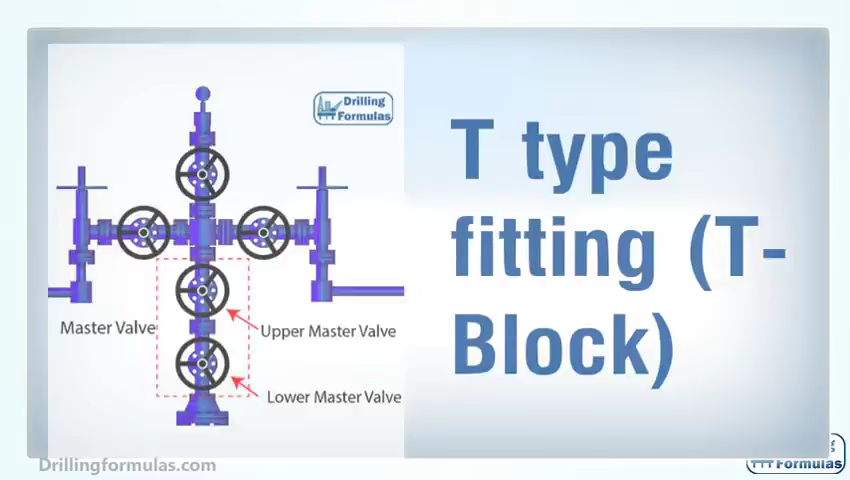 Drilling
Formulas
T type
fitting (T-
Block)
Master Valve
Upper Master Valve
Lower Master Valve
Drillingformulas.com
Formulas